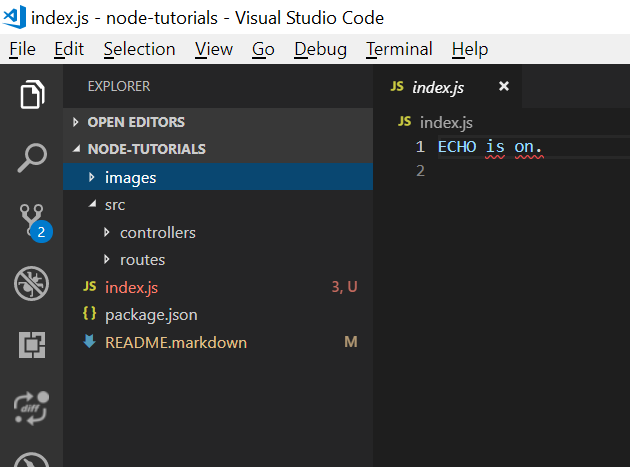 index.js - node-tutorials - Visual Studio Code
File Edit Selection View Go Debug Terminal Help
EXPLORER
OPEN EDITORS
NODE-TUTORIALS
images
src
controllers
routes
JS index.js 3, U
{} package.json
README.markdown M
2
diff
JS index.js ×
JS index.js
1 ECHO is on.
2